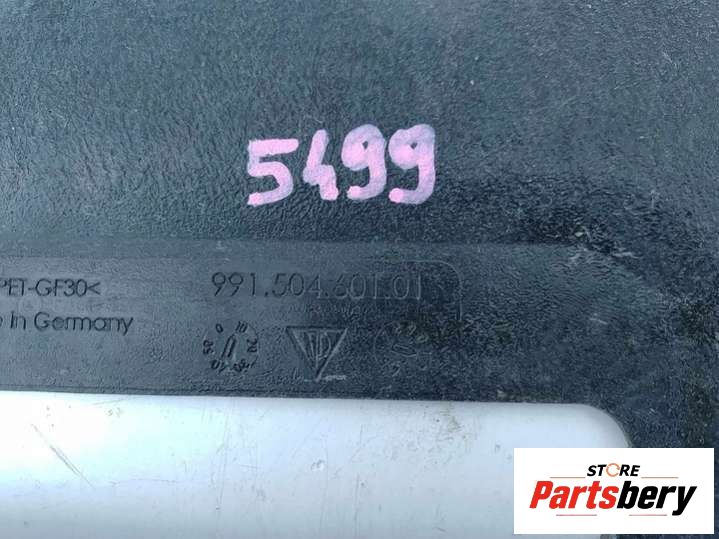 5499
PET-GF30<
991.504.601.01
In Germany
STORE
Partsbery